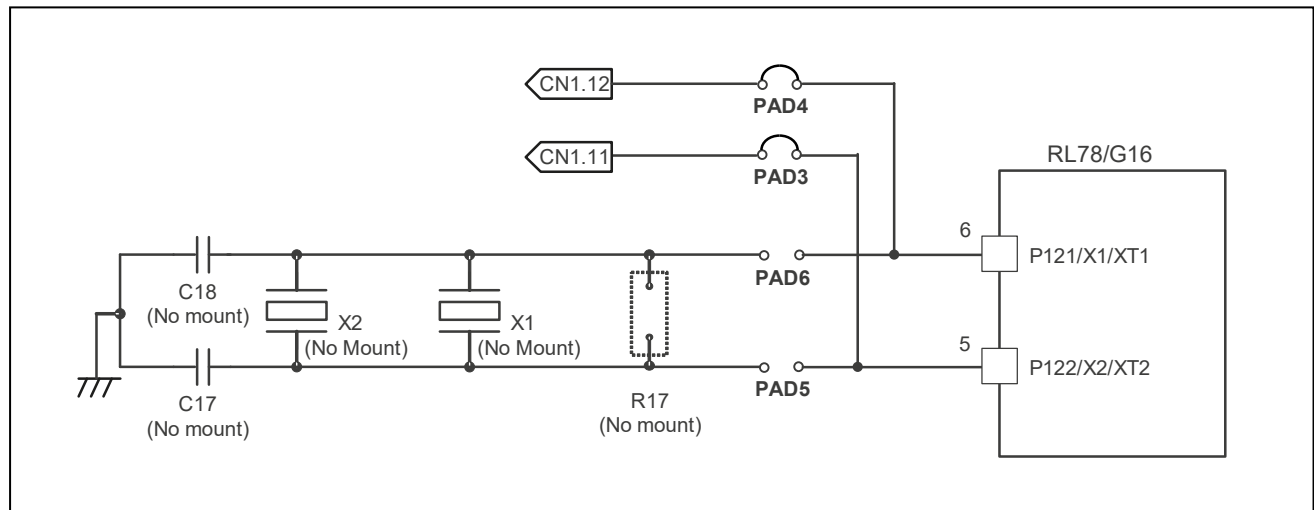 CN1.12
PAD4
CN1.11
PAD3
RL78/G16
6
P121/X1/XT1
PAD6
C18
(No mount)
X2
(No Mount)
X1
(No Mount)
5
P122/X2/XT2
PAD5
C17
(No mount)
R17
(No mount)